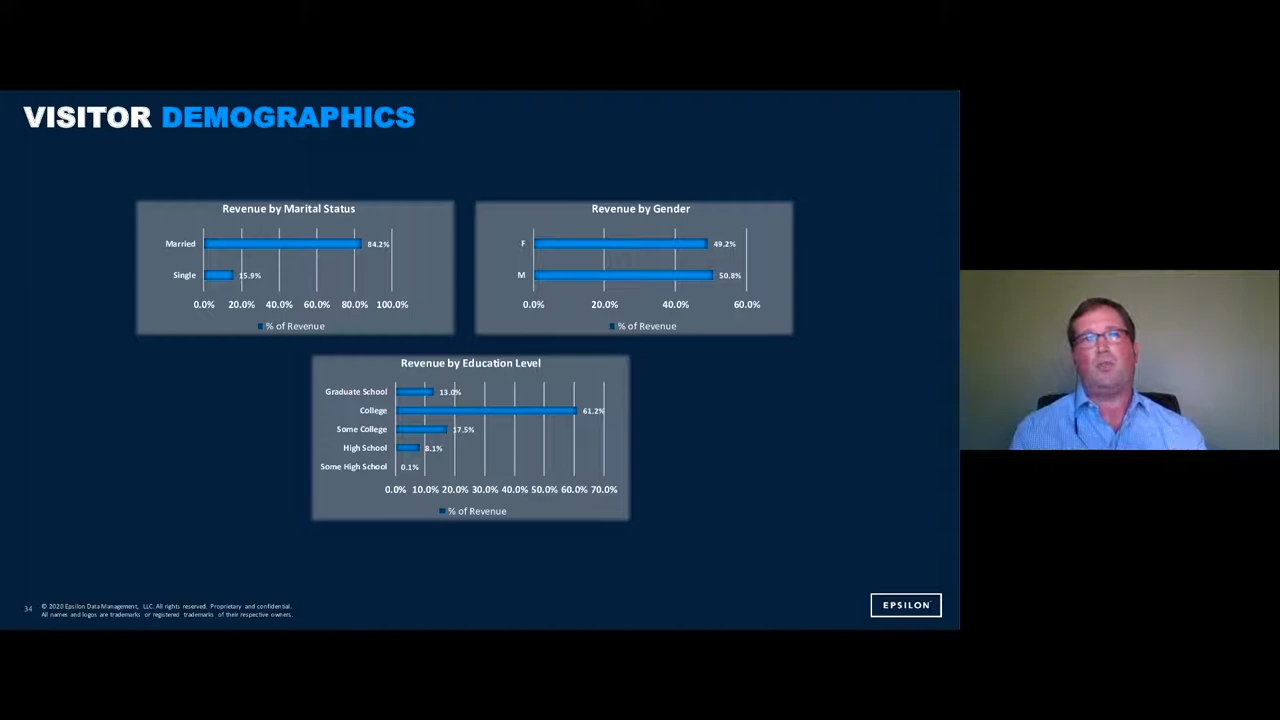 VISITOR DEMOGRAPHICS
Revenue by Marital Status
Married 84.2%
Single 15.9%
0.0% 20.0% 40.0% 60.0% 80.0% 100.0%
% of Revenue
Revenue by Gender
F 49.2%
M 50.8%
0.0% 20.0% 40.0% 60.0%
% of Revenue
Revenue by Education Level
Graduate School 13.0%
College 61.2%
Some College 17.5%
High School 8.1%
Some High School 0.1%
0.0% 10.0% 20.0% 30.0% 40.0% 50.0% 60.0% 70.0%
% of Revenue
34
© 2020 Epsilon Data Management, LLC. All rights reserved. Proprietary and confidential.
All names and logos are trademarks or registered trademarks of their respective owners.
EPSILON